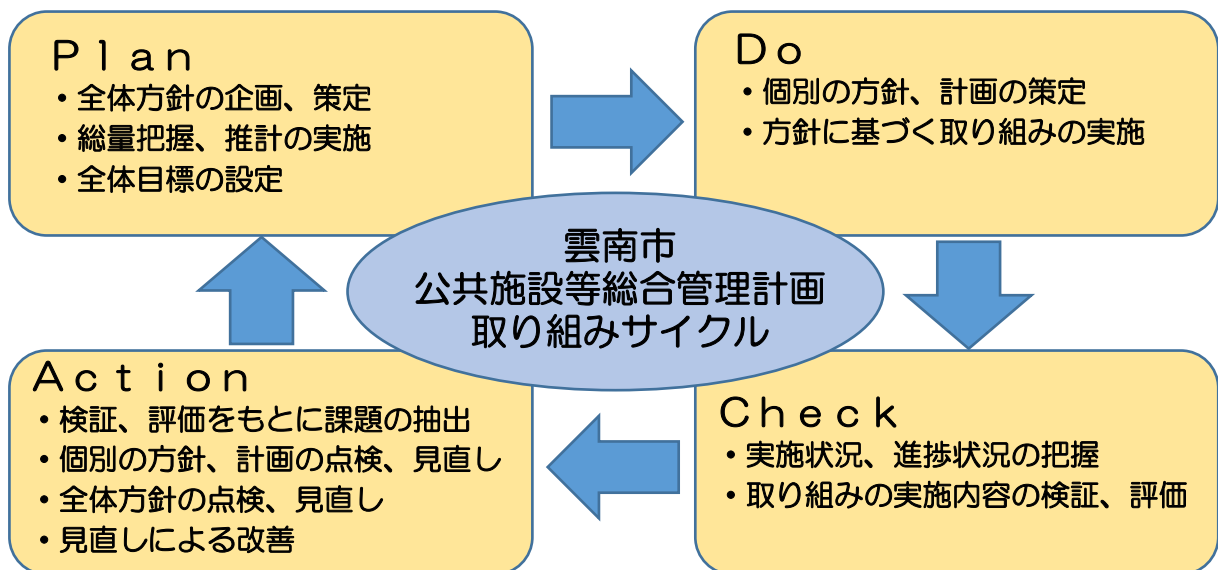 Ｐｌａｎ
・全体方針の企画、策定
・総量把握、推計の実施
・全体目標の設定
Ｄｏ
・個別の方針、計画の策定
・方針に基づく取り組みの実施
雲南市
公共施設等総合管理計画
取り組みサイクル
Ａｃｔｉｏｎ
・検証、評価をもとに課題の抽出
・個別の方針、計画の点検、見直し
・全体方針の点検、見直し
・見直しによる改善
Ｃｈｅｃｋ
・実施状況、進捗状況の把握
・取り組みの実施内容の検証、評価